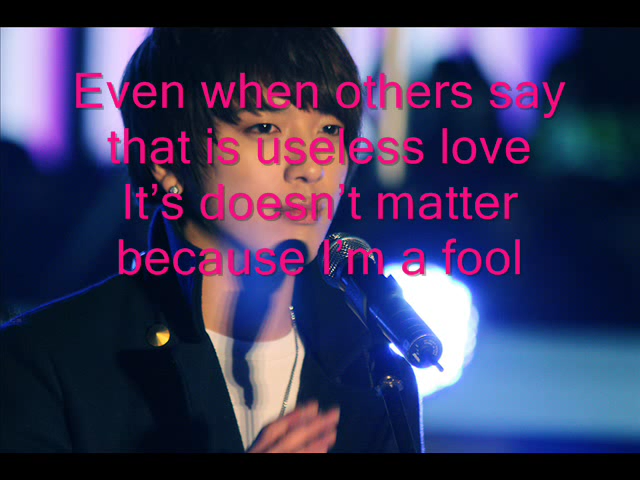 Even when others say
that is useless love
It's doesn't matter
because I'm a fool